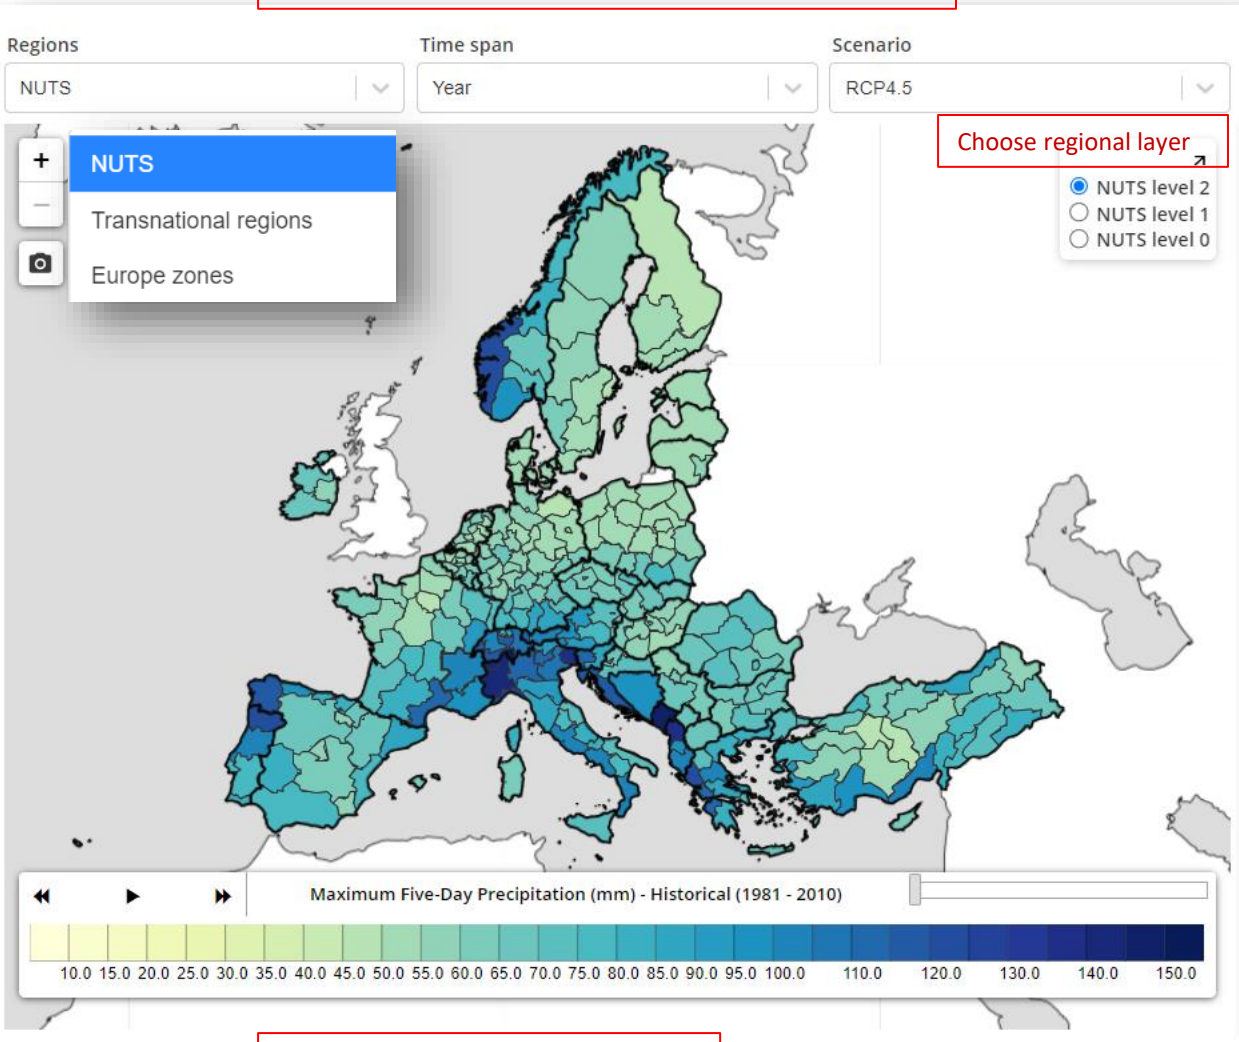 Regions
Time span
Scenario
NUTS
Year
RCP4.5
Choose regional layer
+
NUTS
Transnational regions
Europe zones
−
NUTS level 2
NUTS level 1
NUTS level 0
Maximum Five-Day Precipitation (mm) - Historical (1981 - 2010)
10.0 15.0 20.0 25.0 30.0 35.0 40.0 45.0 50.0 55.0 60.0 65.0 70.0 75.0 80.0 85.0 90.0 95.0 100.0 110.0 120.0 130.0 140.0 150.0